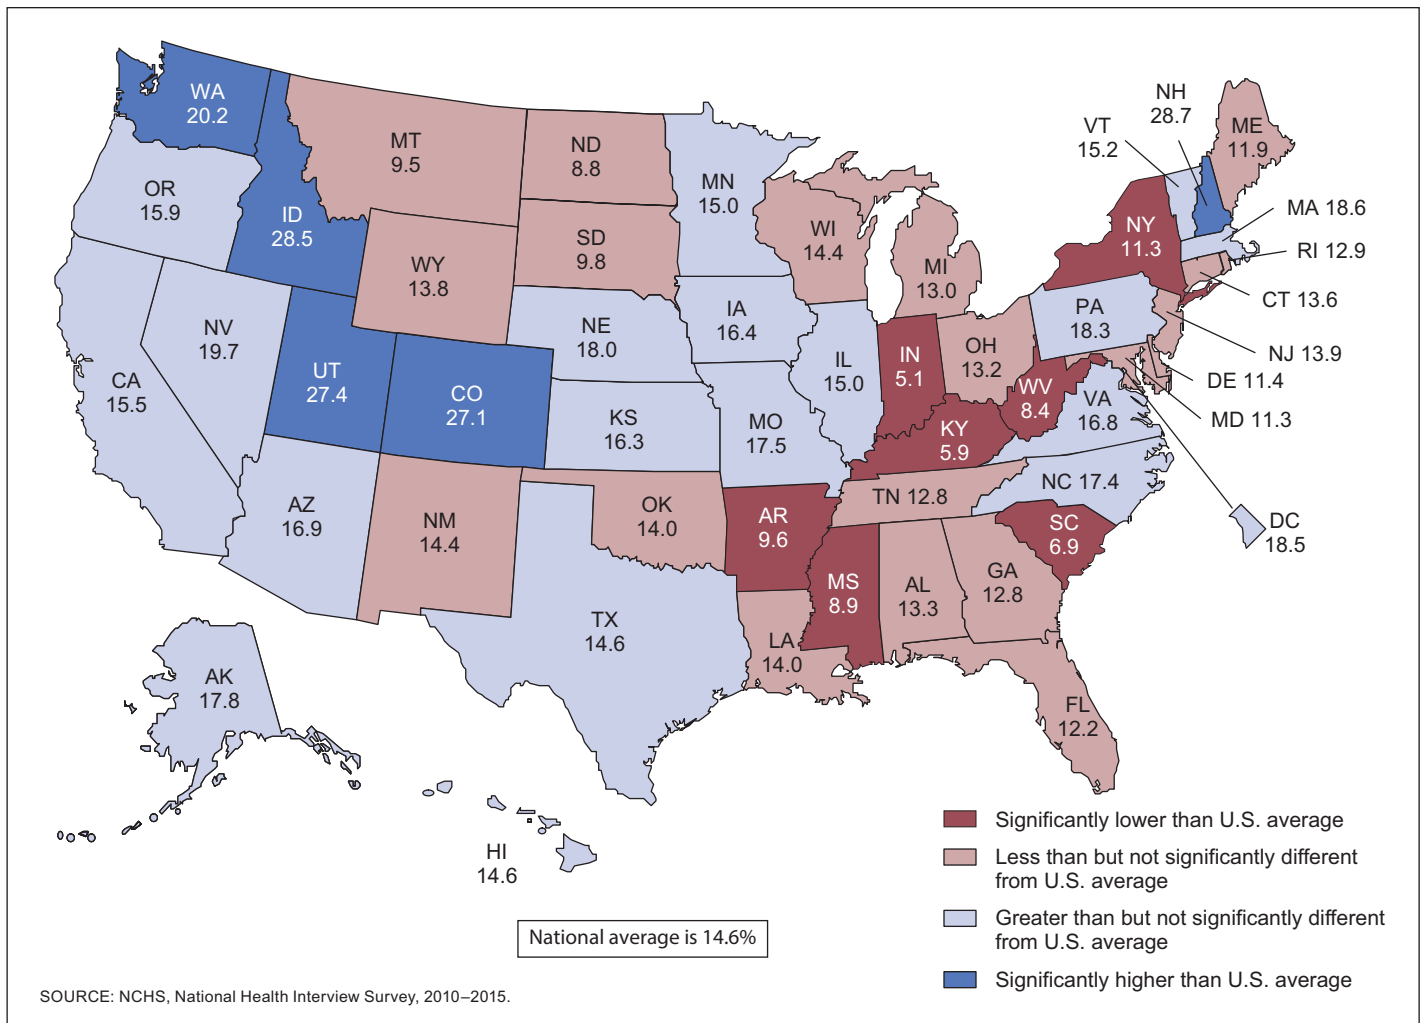 WA
20.2
OR
15.9
CA
15.5
NV
19.7
ID
28.5
MT
9.5
WY
13.8
UT
27.4
CO
27.1
AZ
16.9
NM
14.4
ND
8.8
SD
9.8
NE
18.0
KS
16.3
OK
14.0
TX
14.6
MN
15.0
IA
16.4
MO
17.5
AR
9.6
LA
14.0
WI
14.4
IL
15.0
MI
13.0
IN
5.1
OH
13.2
KY
5.9
TN 12.8
MS
8.9
AL
13.3
GA
12.8
FL
12.2
SC
6.9
NC 17.4
VA
16.8
WV
8.4
PA
18.3
NY
11.3
VT
15.2
NH
28.7
ME
11.9
MA 18.6
RI 12.9
CT 13.6
NJ 13.9
DE 11.4
MD 11.3
DC
18.5
AK
17.8
HI
14.6
Significantly lower than U.S. average
Less than but not significantly different
from U.S. average
Greater than but not significantly different
from U.S. average
Significantly higher than U.S. average
National average is 14.6%
SOURCE: NCHS, National Health Interview Survey, 2010–2015.